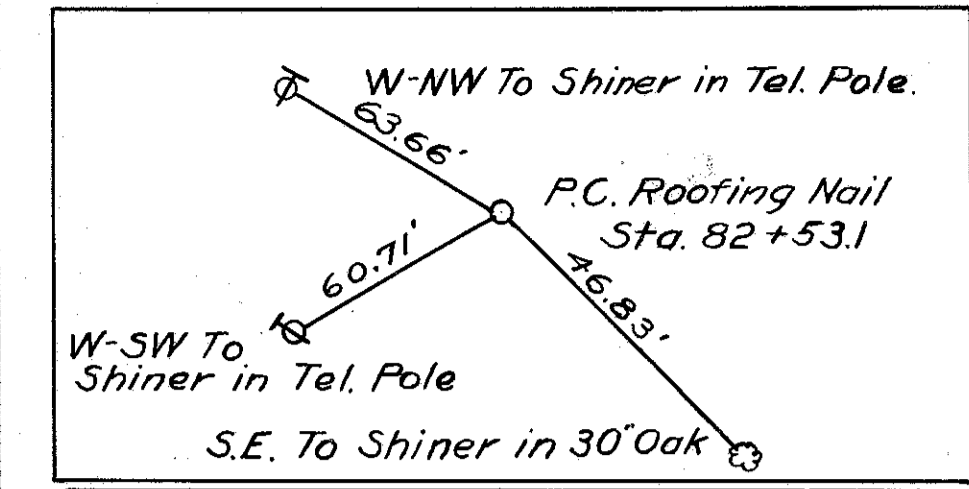 W-NW To Shiner in Tel. Pole.
63.66'
P.C. Roofing Nail
Sta. 82+53.1
60.71'
46.83'
W-SW To
Shiner in Tel. Pole
S.E. To Shiner in 30" Oak